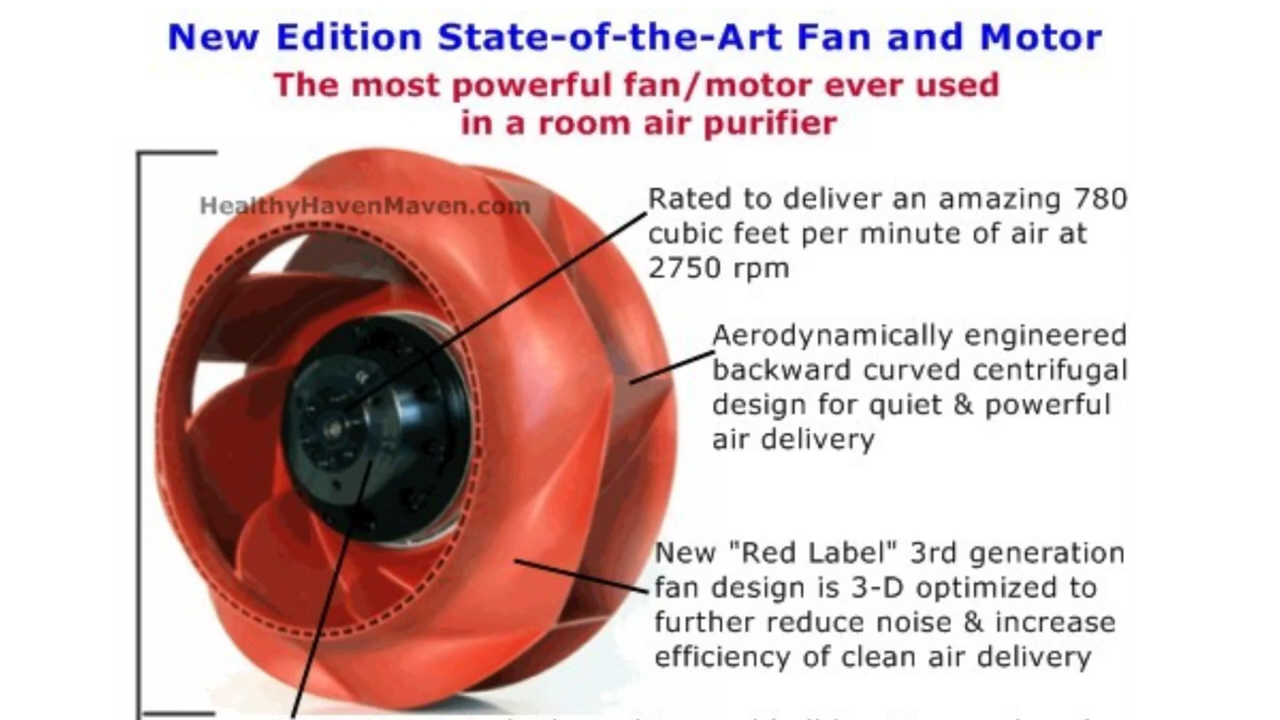 New Edition State-of-the-Art Fan and Motor
The most powerful fan/motor ever used
in a room air purifier
HealthyHavenMaven.com
Rated to deliver an amazing 780
cubic feet per minute of air at
2750 rpm
Aerodynamically engineered
backward curved centrifugal
design for quiet & powerful
air delivery
New "Red Label" 3rd generation
fan design is 3-D optimized to
further reduce noise & increase
efficiency of clean air delivery